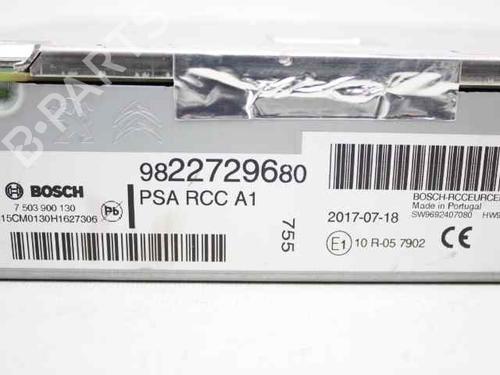 B-PARTS
BOSCH
7 503 900 130
15CM0130H1627306
Pb
9822729680
PSA RCC A1
755
BOSCH-RCCEURCE
Made in Portugal
SW9692407080
2017-07-18
E1
10 R-05 7902
CE